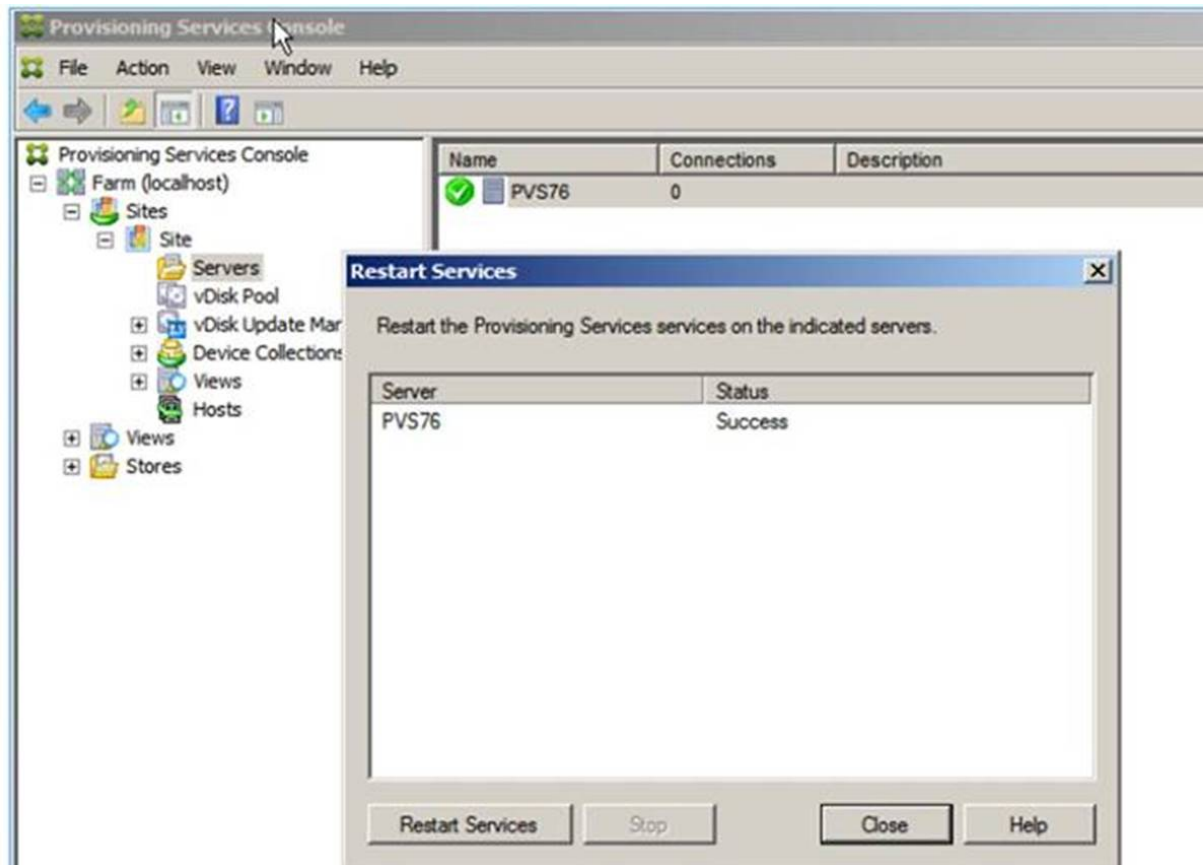 Provisioning Services Console
File Action View Window Help
Provisioning Services Console
Farm (localhost)
Sites
Site
Servers
vDisk Pool
vDisk Update Mar
Device Collections
Views
Hosts
Views
Stores
Name Connections Description
PVS76 0
Restart Services
Restart the Provisioning Services services on the indicated servers.
Server Status
PVS76 Success
Restart Services Stop Close Help